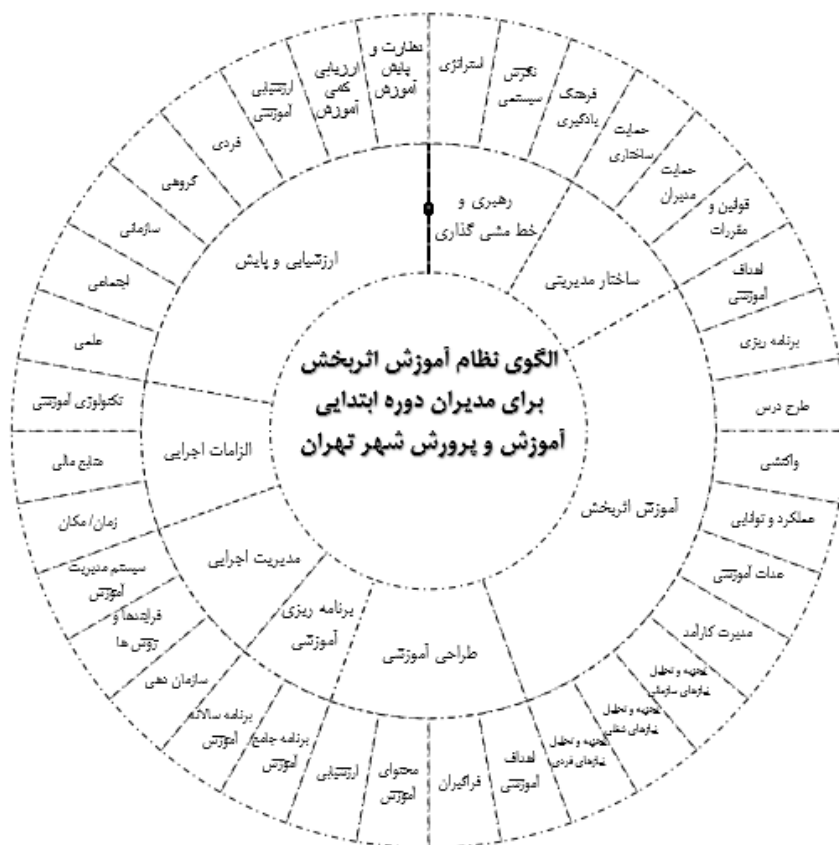 الگوی نظام آموزش اثربخش
برای مدیران دوره ابتدایی
آموزش و پرورش شهر تهران
رهبری و
خط مشی گذاری
ساختار مدیریتی
آموزش اثربخش
طراحی آموزشی
برنامه ریزی
آموزشی
مدیریت اجرایی
الزامات اجرایی
ارزشیابی و پایش
استراتژی
نگرش
سیستمی
فرهنگ
یادگیری
حمایت
ساختاری
حمایت
مدیران
قوانین و
مقررات
اهداف
آموزشی
برنامه ریزی
طرح درس
واکنشی
عملکرد و توانایی
مدات آموزشی
مدیرت کارآمد
تجزیه و تحلیل
نیازهای سازمانی
تجزیه و تحلیل
نیازهای شغلی
تجزیه و تحلیل
نیازهای فردی
اهداف
آموزشی
فراگیران
محتوای
آموزش
ارزشیابی
برنامه جامع
آموزش
برنامه سالانه
آموزش
سازمان دهی
فرایندها و
روش ها
سیستم مدیریت
آموزش
زمان/ مکان
منابع مالی
تکنولوژی آموزشی
علمی
اجتماعی
سازمانی
گروهی
فردی
ارزشیابی
آموزشی
ارزیابی
کمی
آموزش
نظارت و
پایش
آموزش